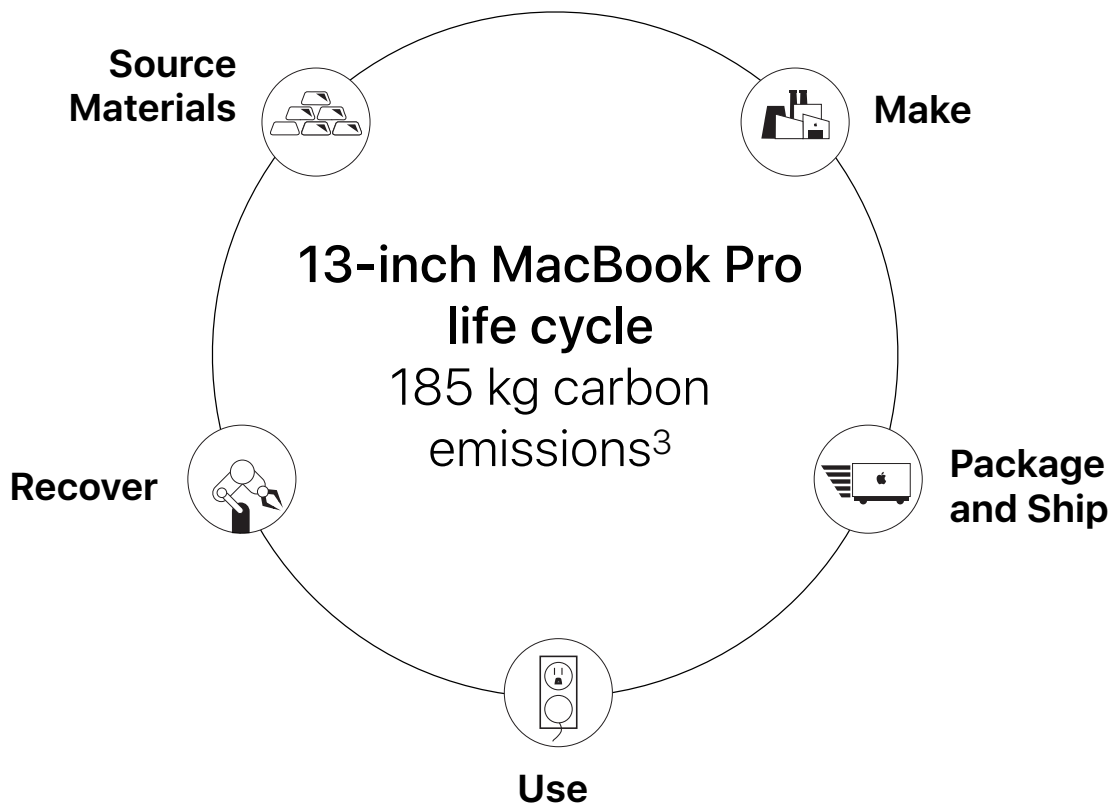 Source
Materials
Make
13-inch MacBook Pro
life cycle
185 kg carbon
emissions³
Recover
Package
and Ship
Use